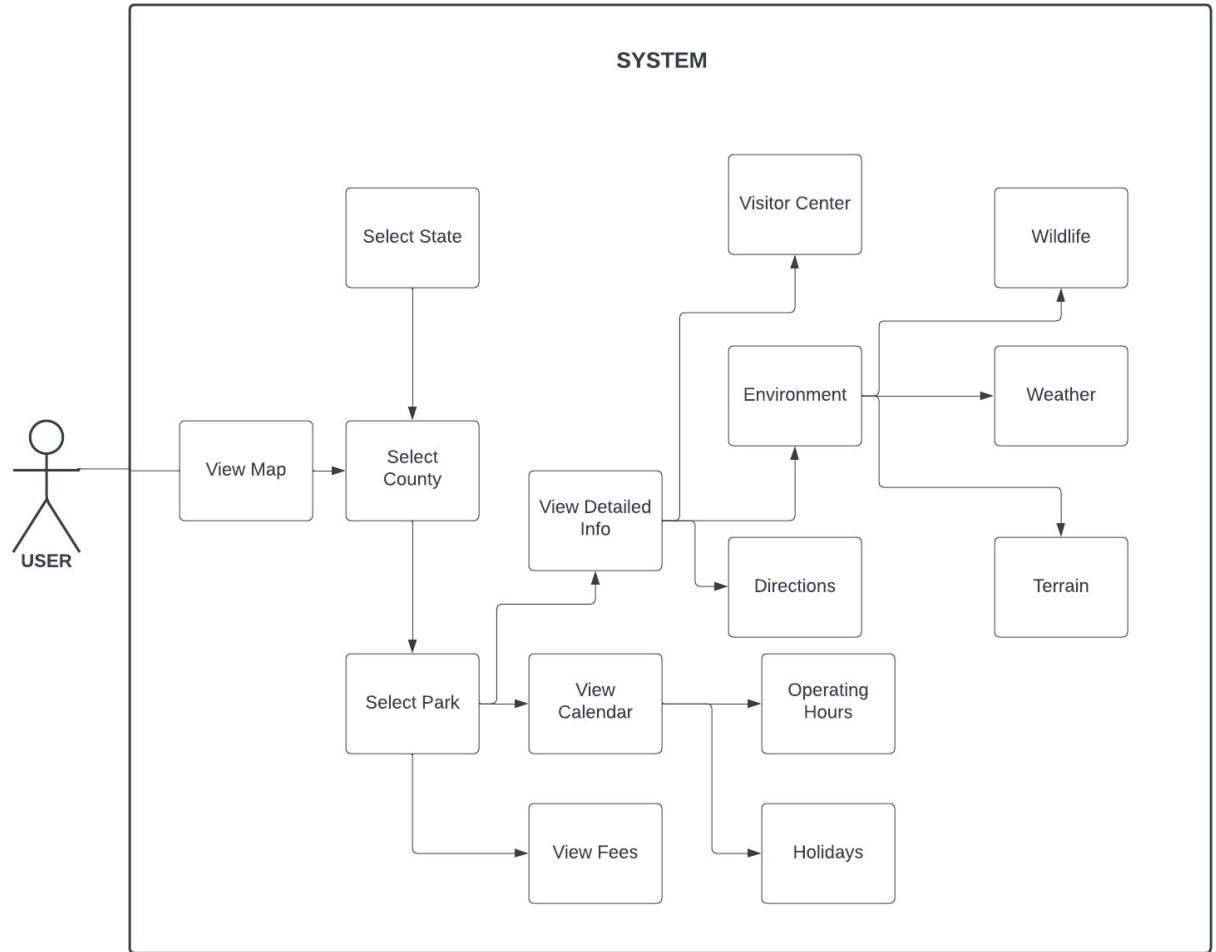 SYSTEM
Visitor Center
Select State
Wildlife
Environment
Weather
View Map
Select
County
View Detailed
Info
USER
Directions
Terrain
Select Park
View
Calendar
Operating
Hours
View Fees
Holidays